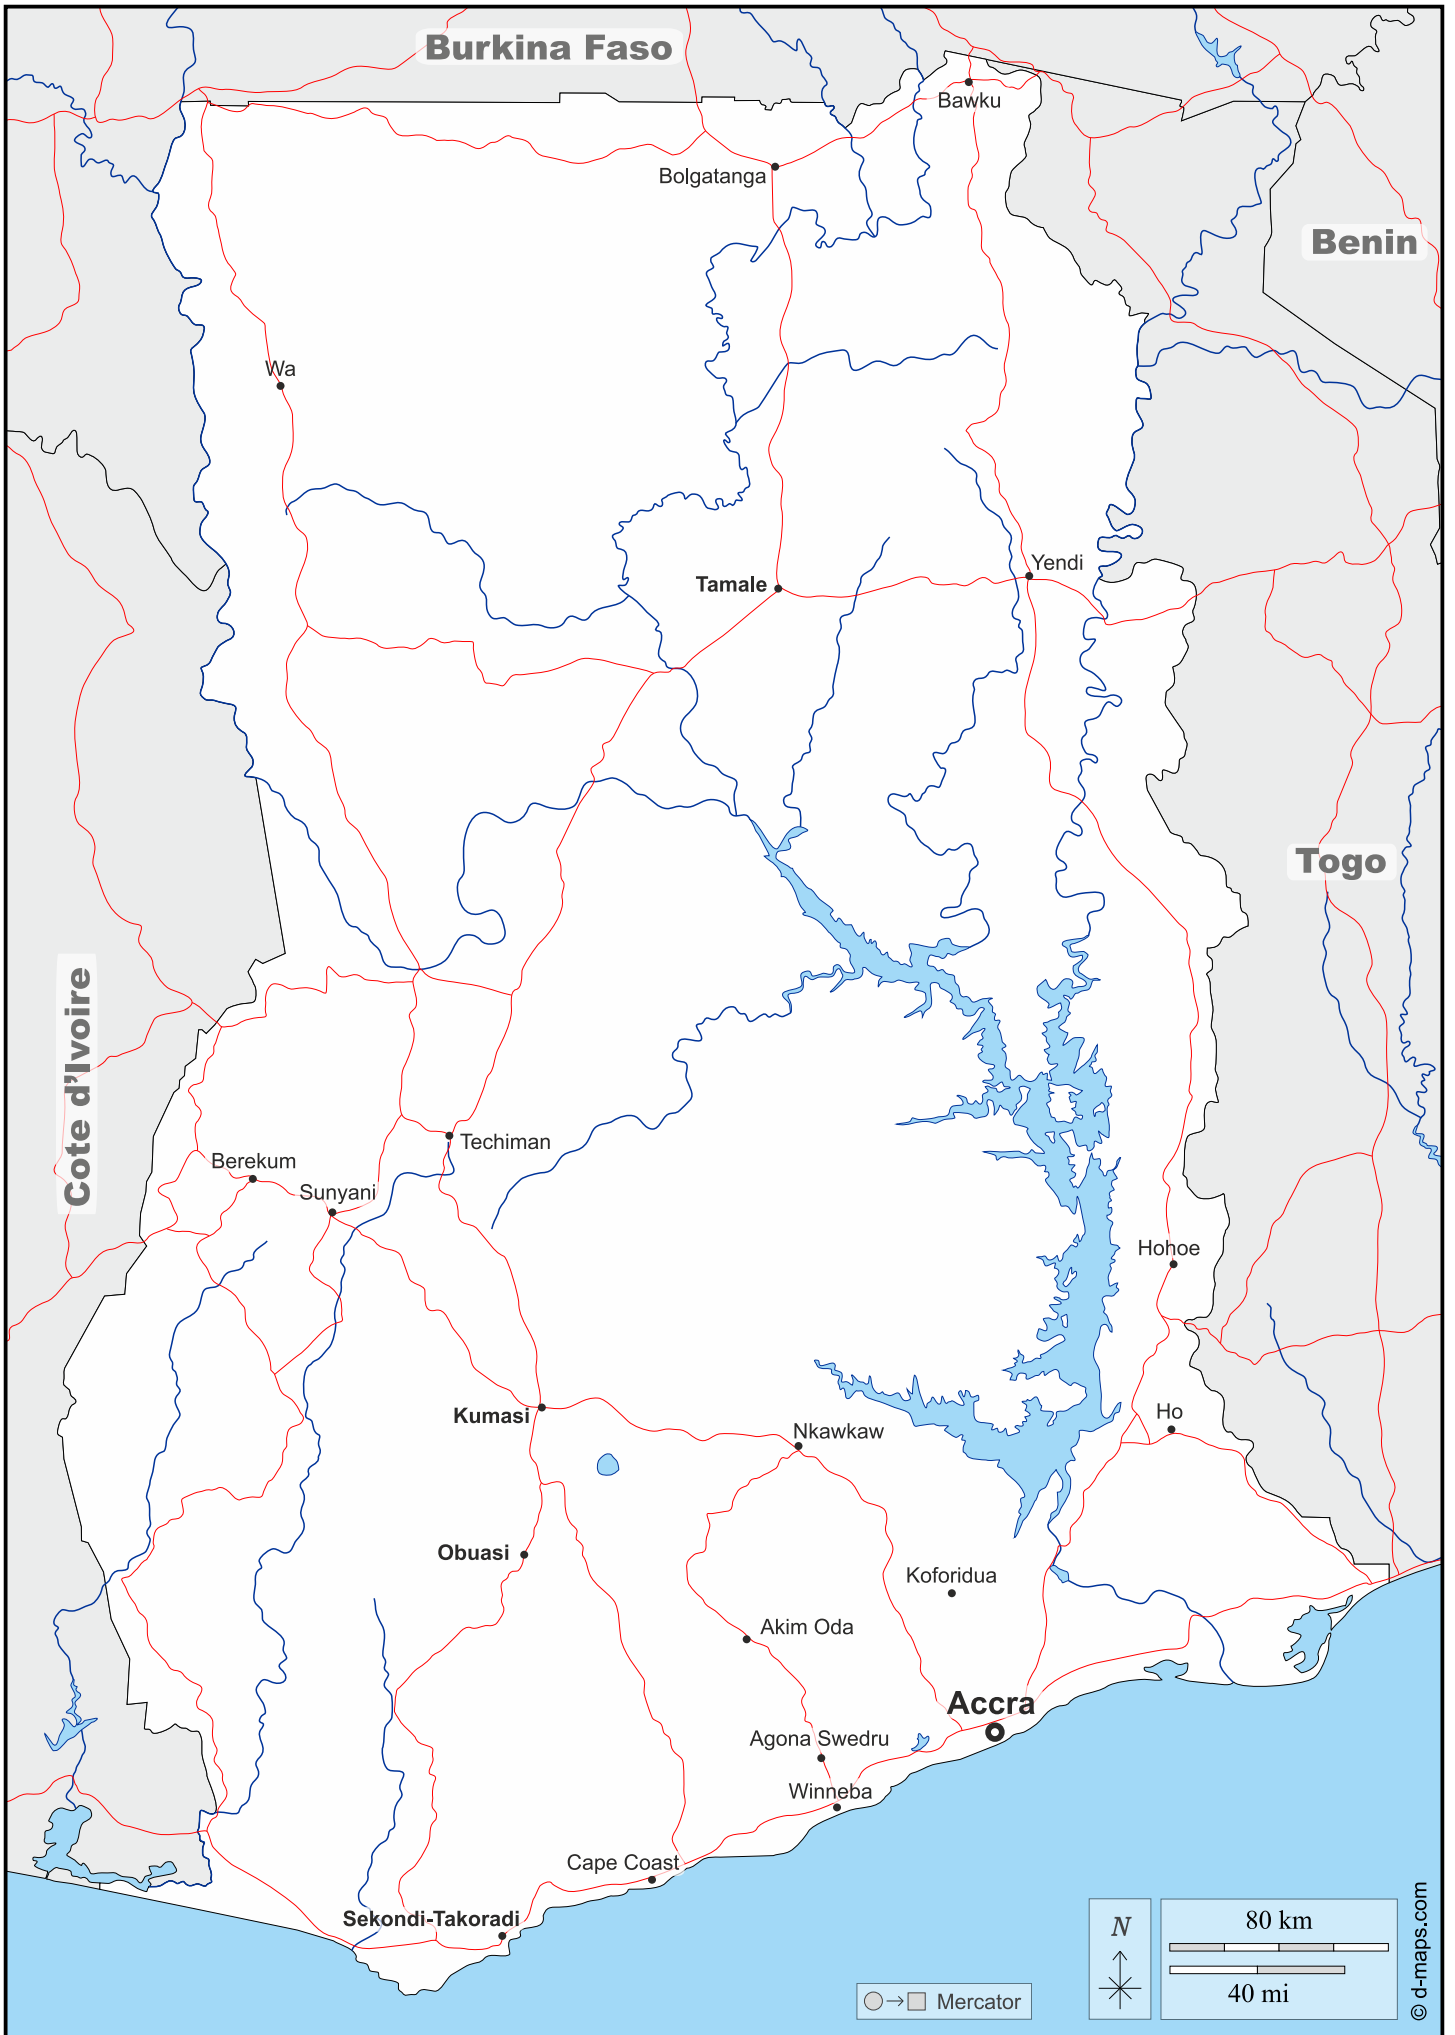 Burkina Faso
Bawku
Bolgatanga
Benin
Wa
Yendi
Tamale
Togo
Cote d'Ivoire
Techiman
Berekum
Sunyani
Hohoe
Ho
Kumasi
Nkawkaw
Obuasi
Koforidua
Akim Oda
Accra
Agona Swedru
Winneba
Cape Coast
Sekondi-Takoradi
N
80 km
40 mi
Mercator
© d-maps.com